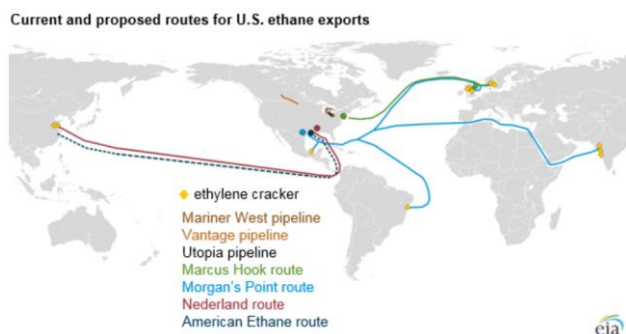 Current and proposed routes for U.S. ethane exports
ethylene cracker
Mariner West pipeline
Vantage pipeline
Utopia pipeline
Marcus Hook route
Morgan's Point route
Nederland route
American Ethane route
eia